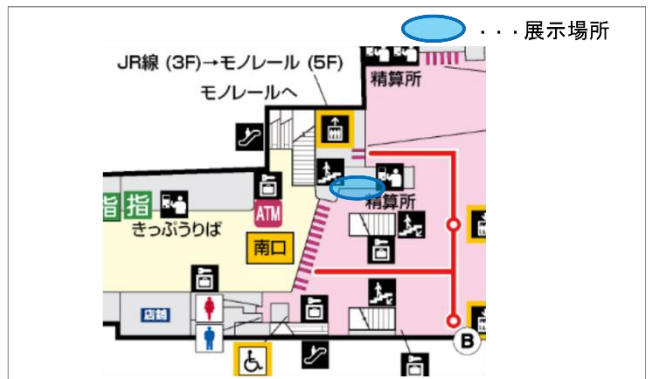 ・・・展示場所
JR線 (3F)→モノレール (5F)
モノレールへ
精算所
指
指
きっぷうりば
ATM
精算所
南口
店舗
B